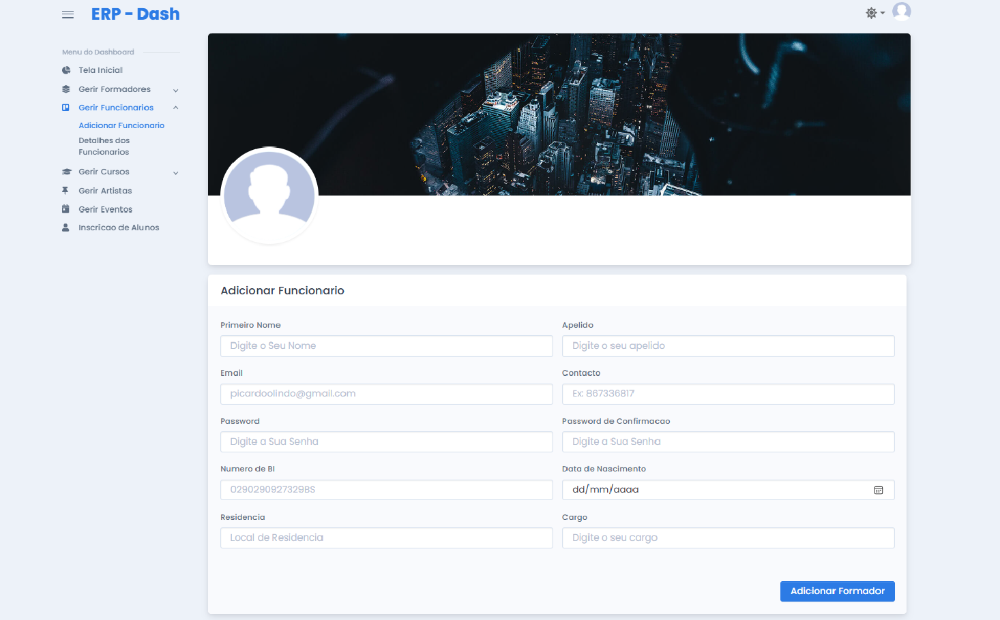 ERP - Dash
Menu do Dashboard
Tela Inicial
Gerir Formadores
Gerir Funcionarios
Adicionar Funcionario
Detalhes dos
Funcionarios
Gerir Cursos
Gerir Artistas
Gerir Eventos
Inscricao de Alunos
Adicionar Funcionario
Primeiro Nome
Apelido
Digite o Seu Nome
Digite o seu apelido
Email
Contacto
picardoolindo@gmail.com
Ex: 867336817
Password
Password de Confirmacao
Digite a Sua Senha
Digite a Sua Senha
Numero de BI
Data de Nascimento
0290290927329BS
dd/mm/aaaa
Residencia
Cargo
Local de Residencia
Digite o seu cargo
Adicionar Formador